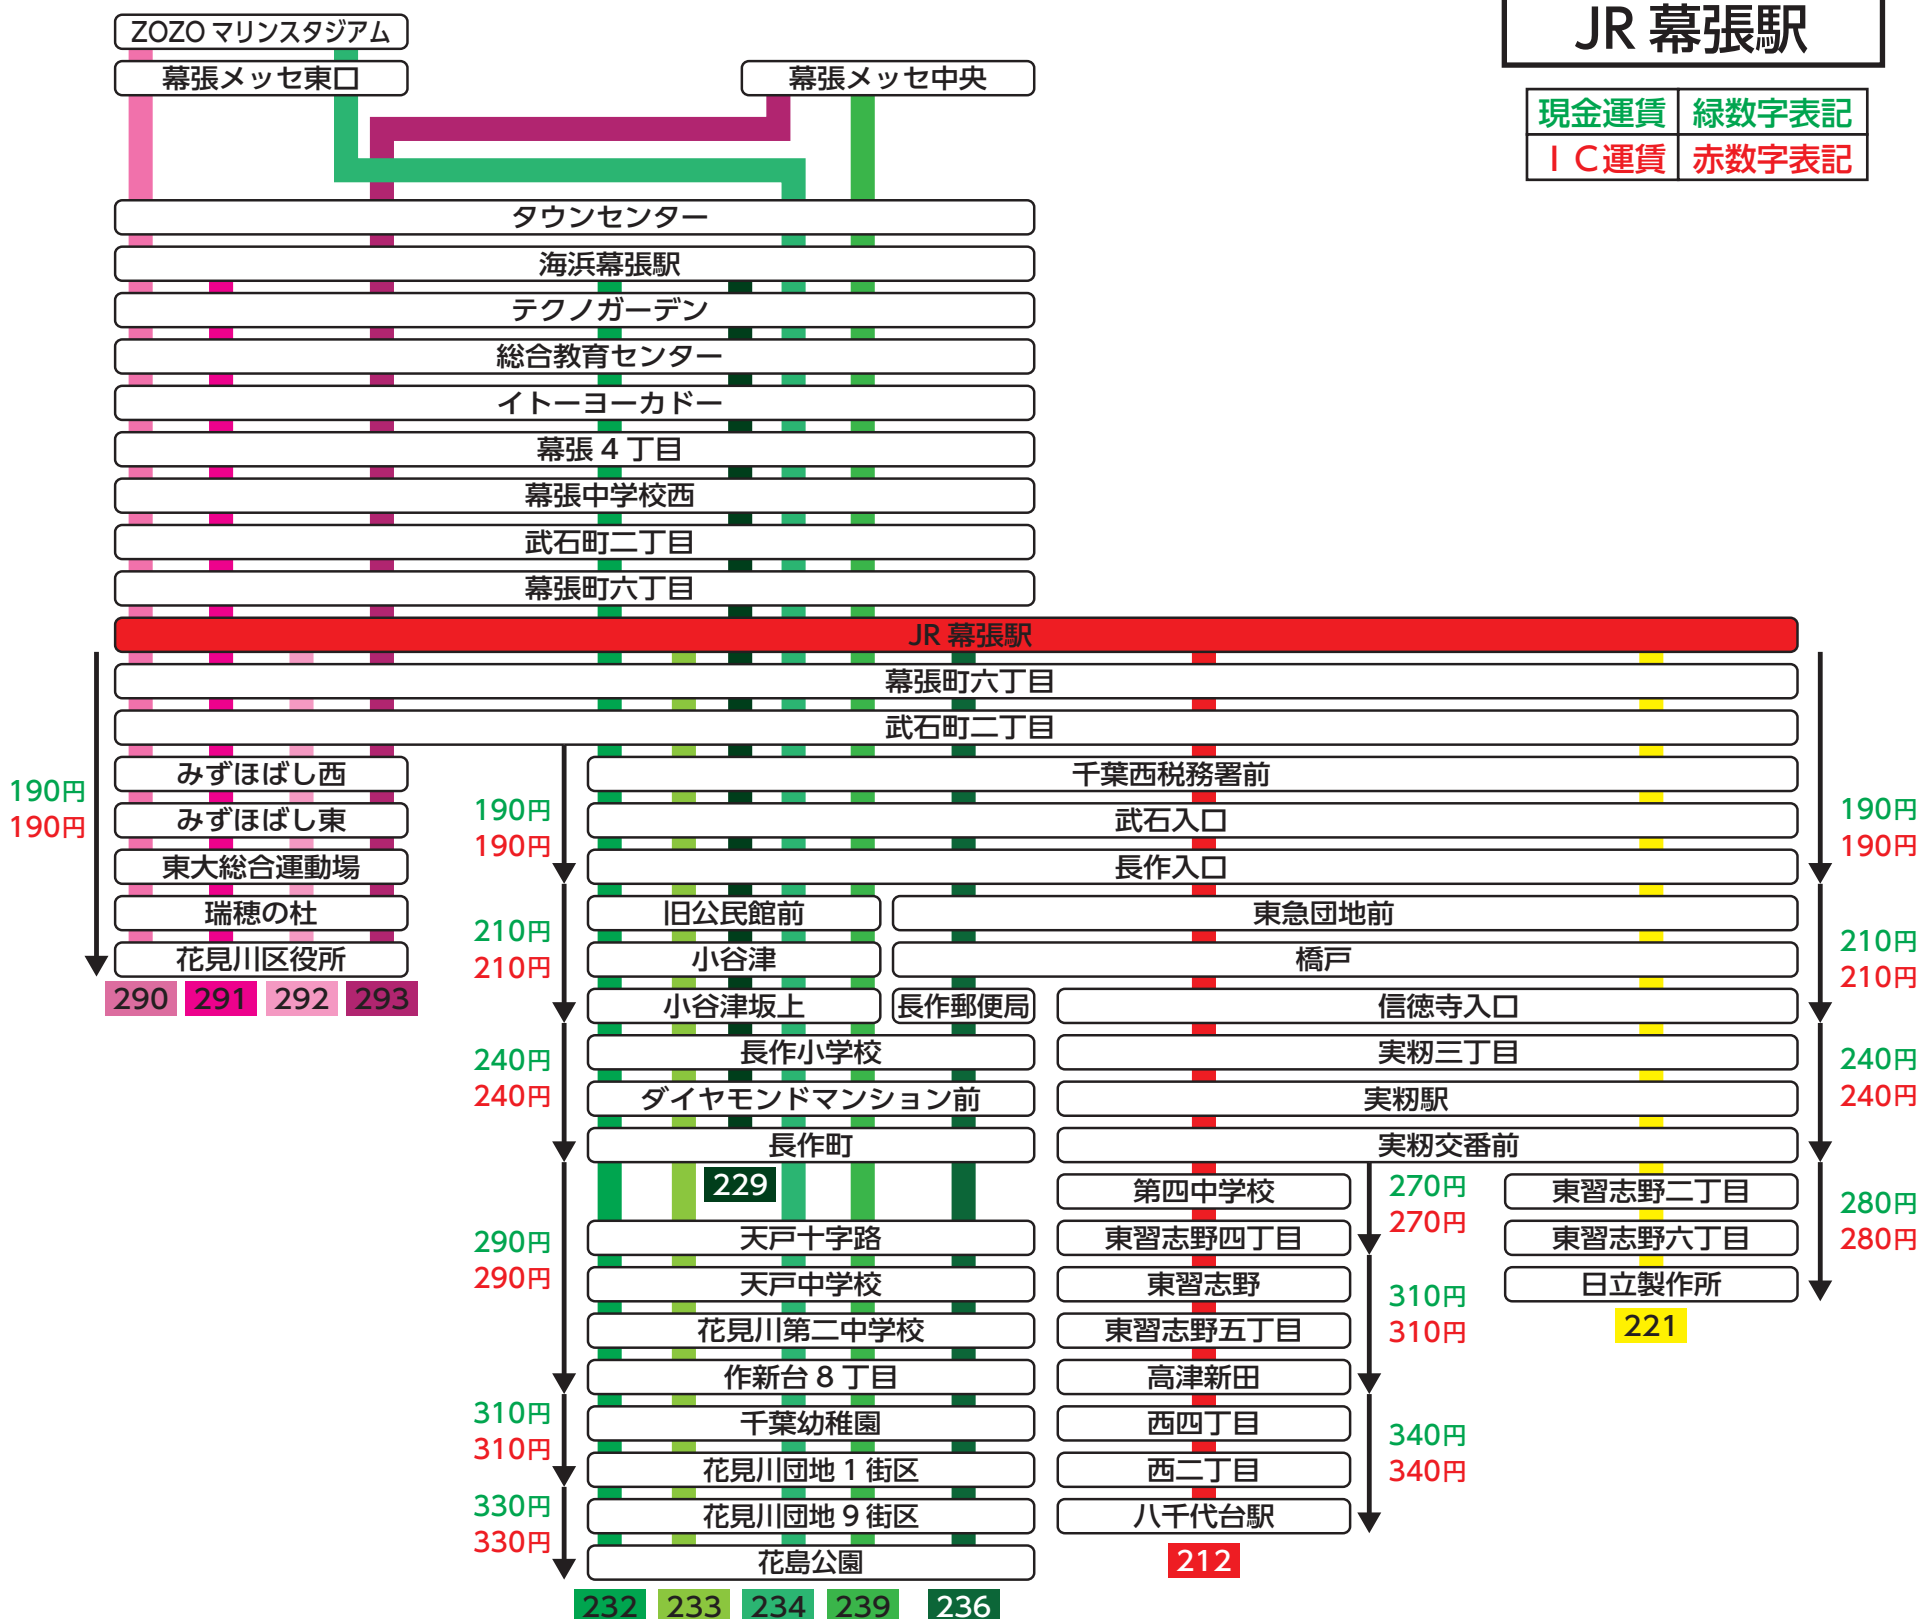 ZOZO マリンスタジアム
JR 幕張駅
幕張メッセ東口
幕張メッセ中央
現金運賃 緑数字表記
ＩＣ運賃 赤数字表記
タウンセンター
海浜幕張駅
テクノガーデン
総合教育センター
イトーヨーカドー
幕張 4 丁目
幕張中学校西
武石町二丁目
幕張町六丁目
JR 幕張駅
幕張町六丁目
武石町二丁目
みずほばし西
みずほばし東
東大総合運動場
瑞穂の杜
花見川区役所
190円
190円
290 291 292 293
千葉西税務署前
武石入口
長作入口
190円
190円
190円
190円
旧公民館前
小谷津
小谷津坂上
東急団地前
橋戸
長作郵便局
信徳寺入口
210円
210円
210円
210円
長作小学校
ダイヤモンドマンション前
長作町
240円
240円
229
実籾三丁目
実籾駅
実籾交番前
240円
240円
天戸十字路
天戸中学校
花見川第二中学校
作新台 8 丁目
290円
290円
千葉幼稚園
花見川団地 1 街区
310円
310円
花見川団地 9 街区
花島公園
330円
330円
232 233 234 239 236
第四中学校
東習志野四丁目
270円
270円
東習志野
東習志野五丁目
高津新田
310円
310円
西四丁目
西二丁目
八千代台駅
340円
340円
212
東習志野二丁目
東習志野六丁目
日立製作所
280円
280円
221